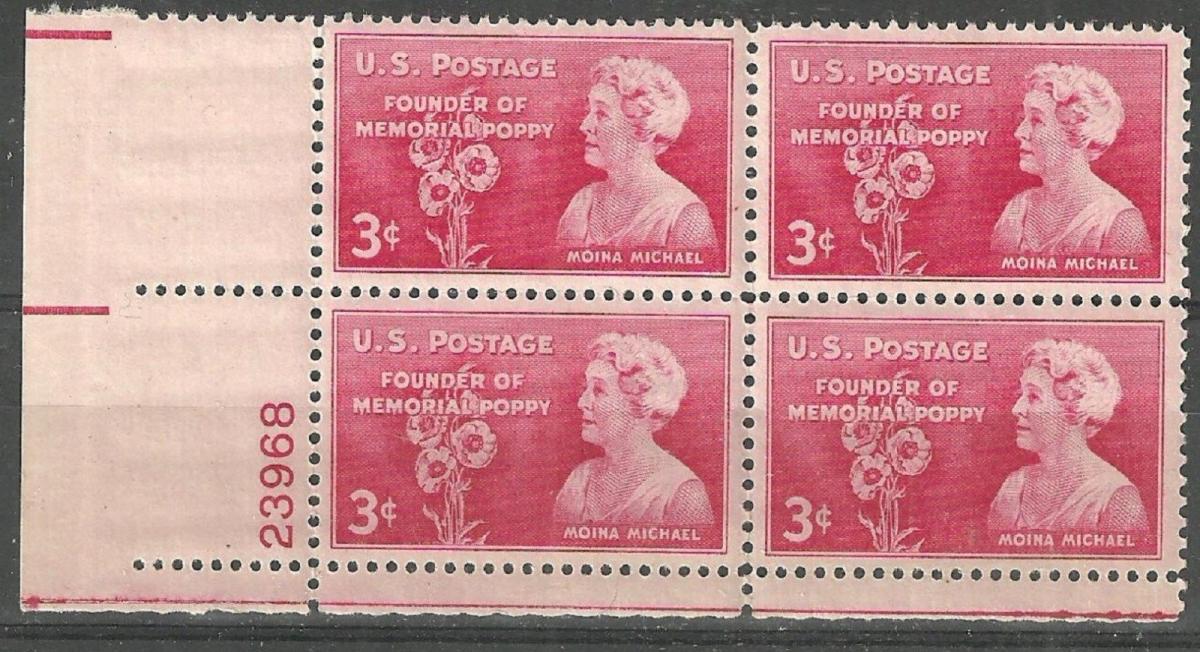 U.S. POSTAGE
FOUNDER OF
MEMORIAL POPPY
3¢
MOINA MICHAEL
U.S. POSTAGE
FOUNDER OF
MEMORIAL POPPY
3¢
MOINA MICHAEL
23968
U.S. POSTAGE
FOUNDER OF
MEMORIAL POPPY
3¢
MOINA MICHAEL
U.S. POSTAGE
FOUNDER OF
MEMORIAL POPPY
3¢
MOINA MICHAEL